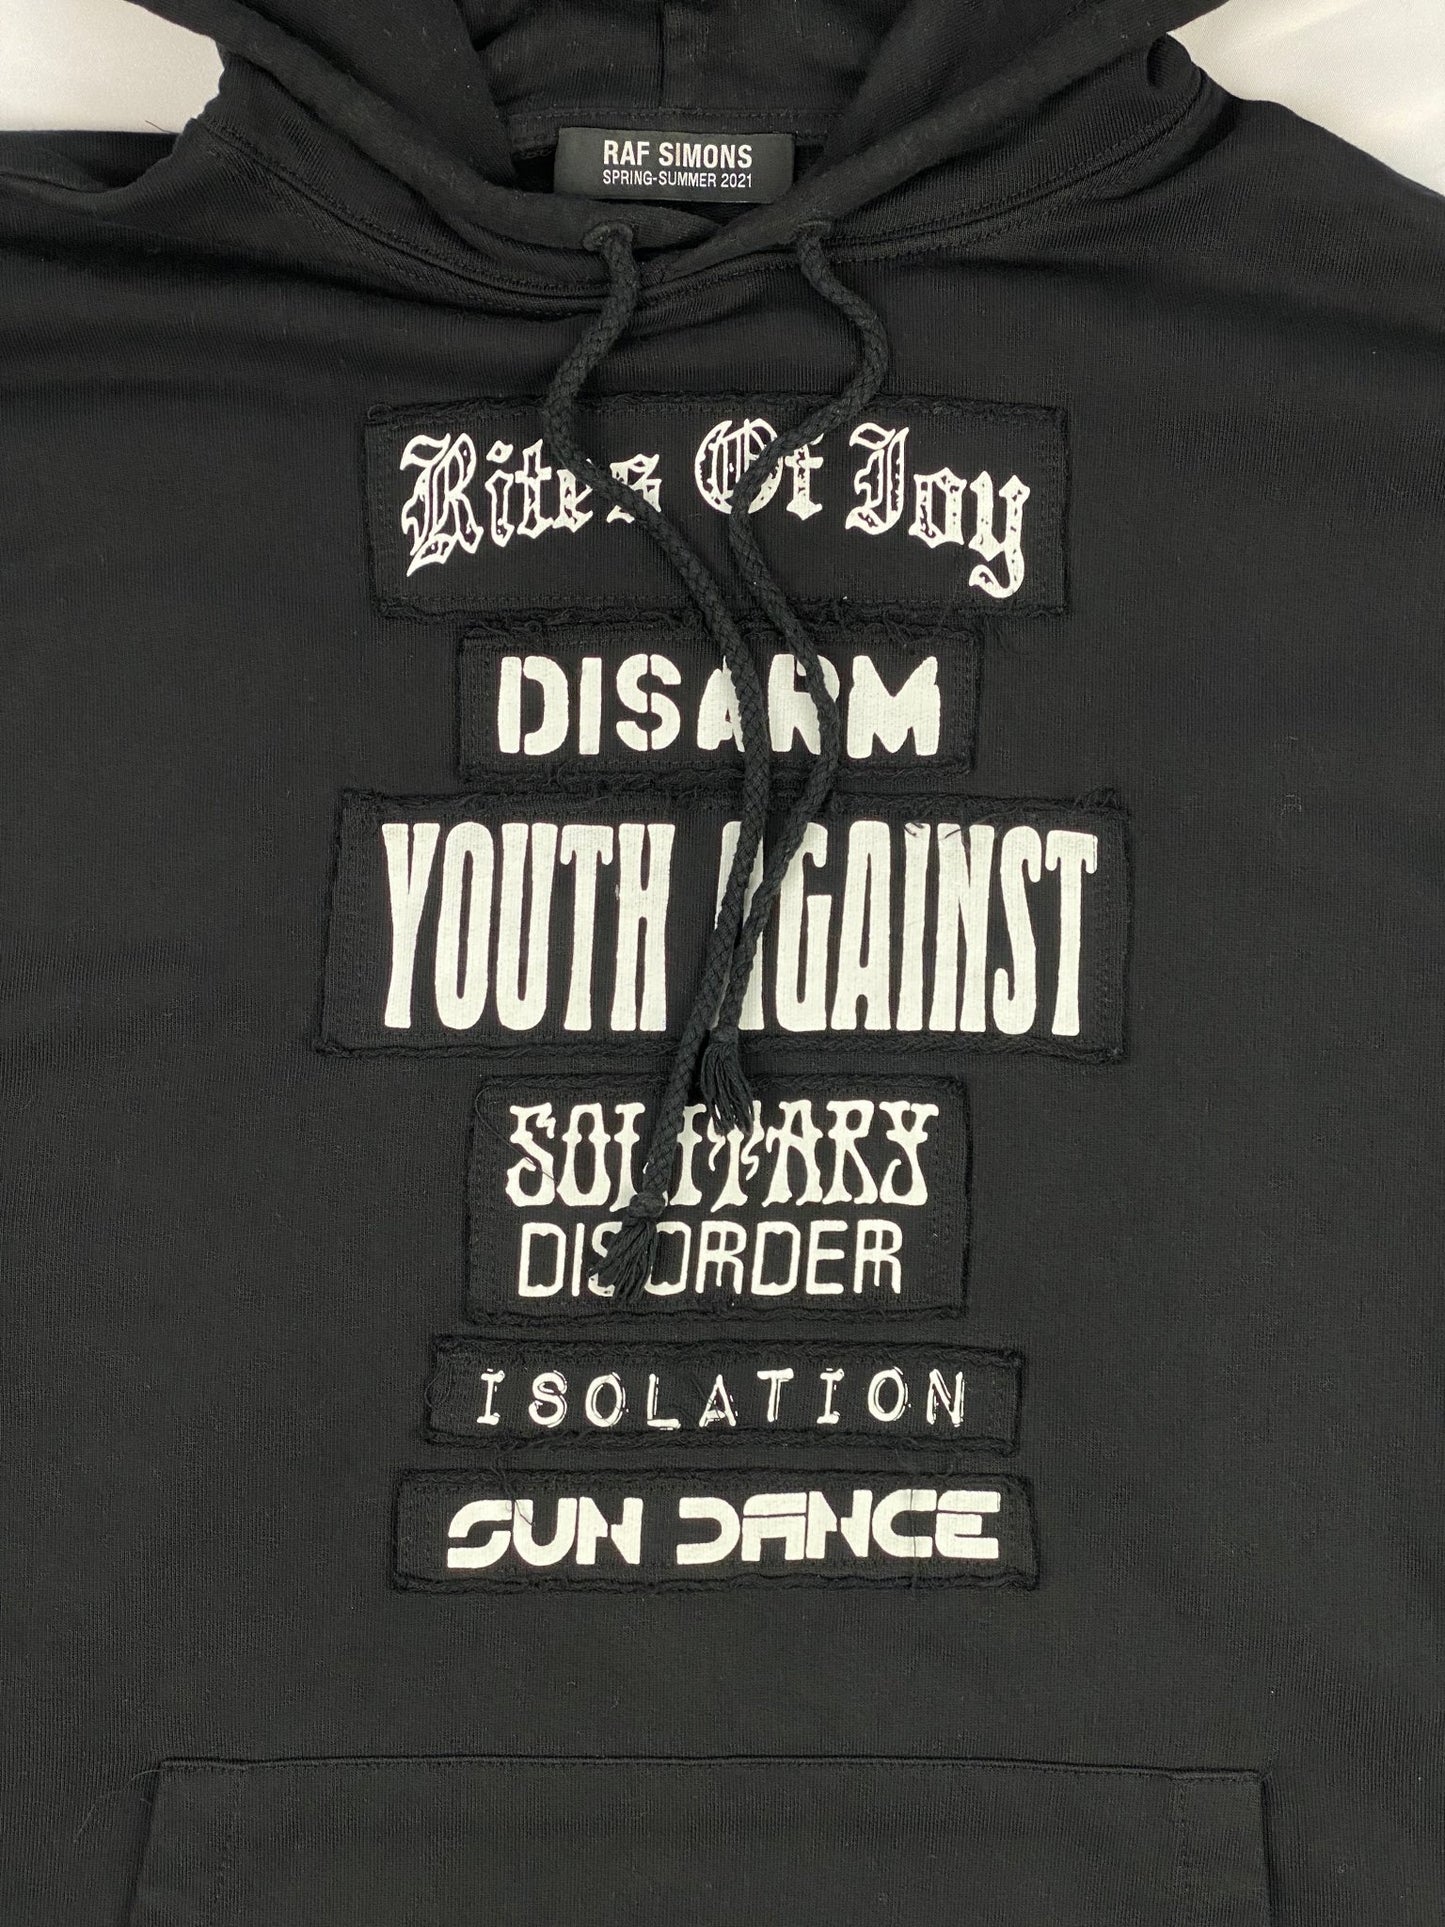 RAF SIMONS
SPRING-SUMMER 2021
Rites Of Joy
DISARM
YOUTH AGAINST
SOLITARY
DISORDER
ISOLATION
SUN DANCE